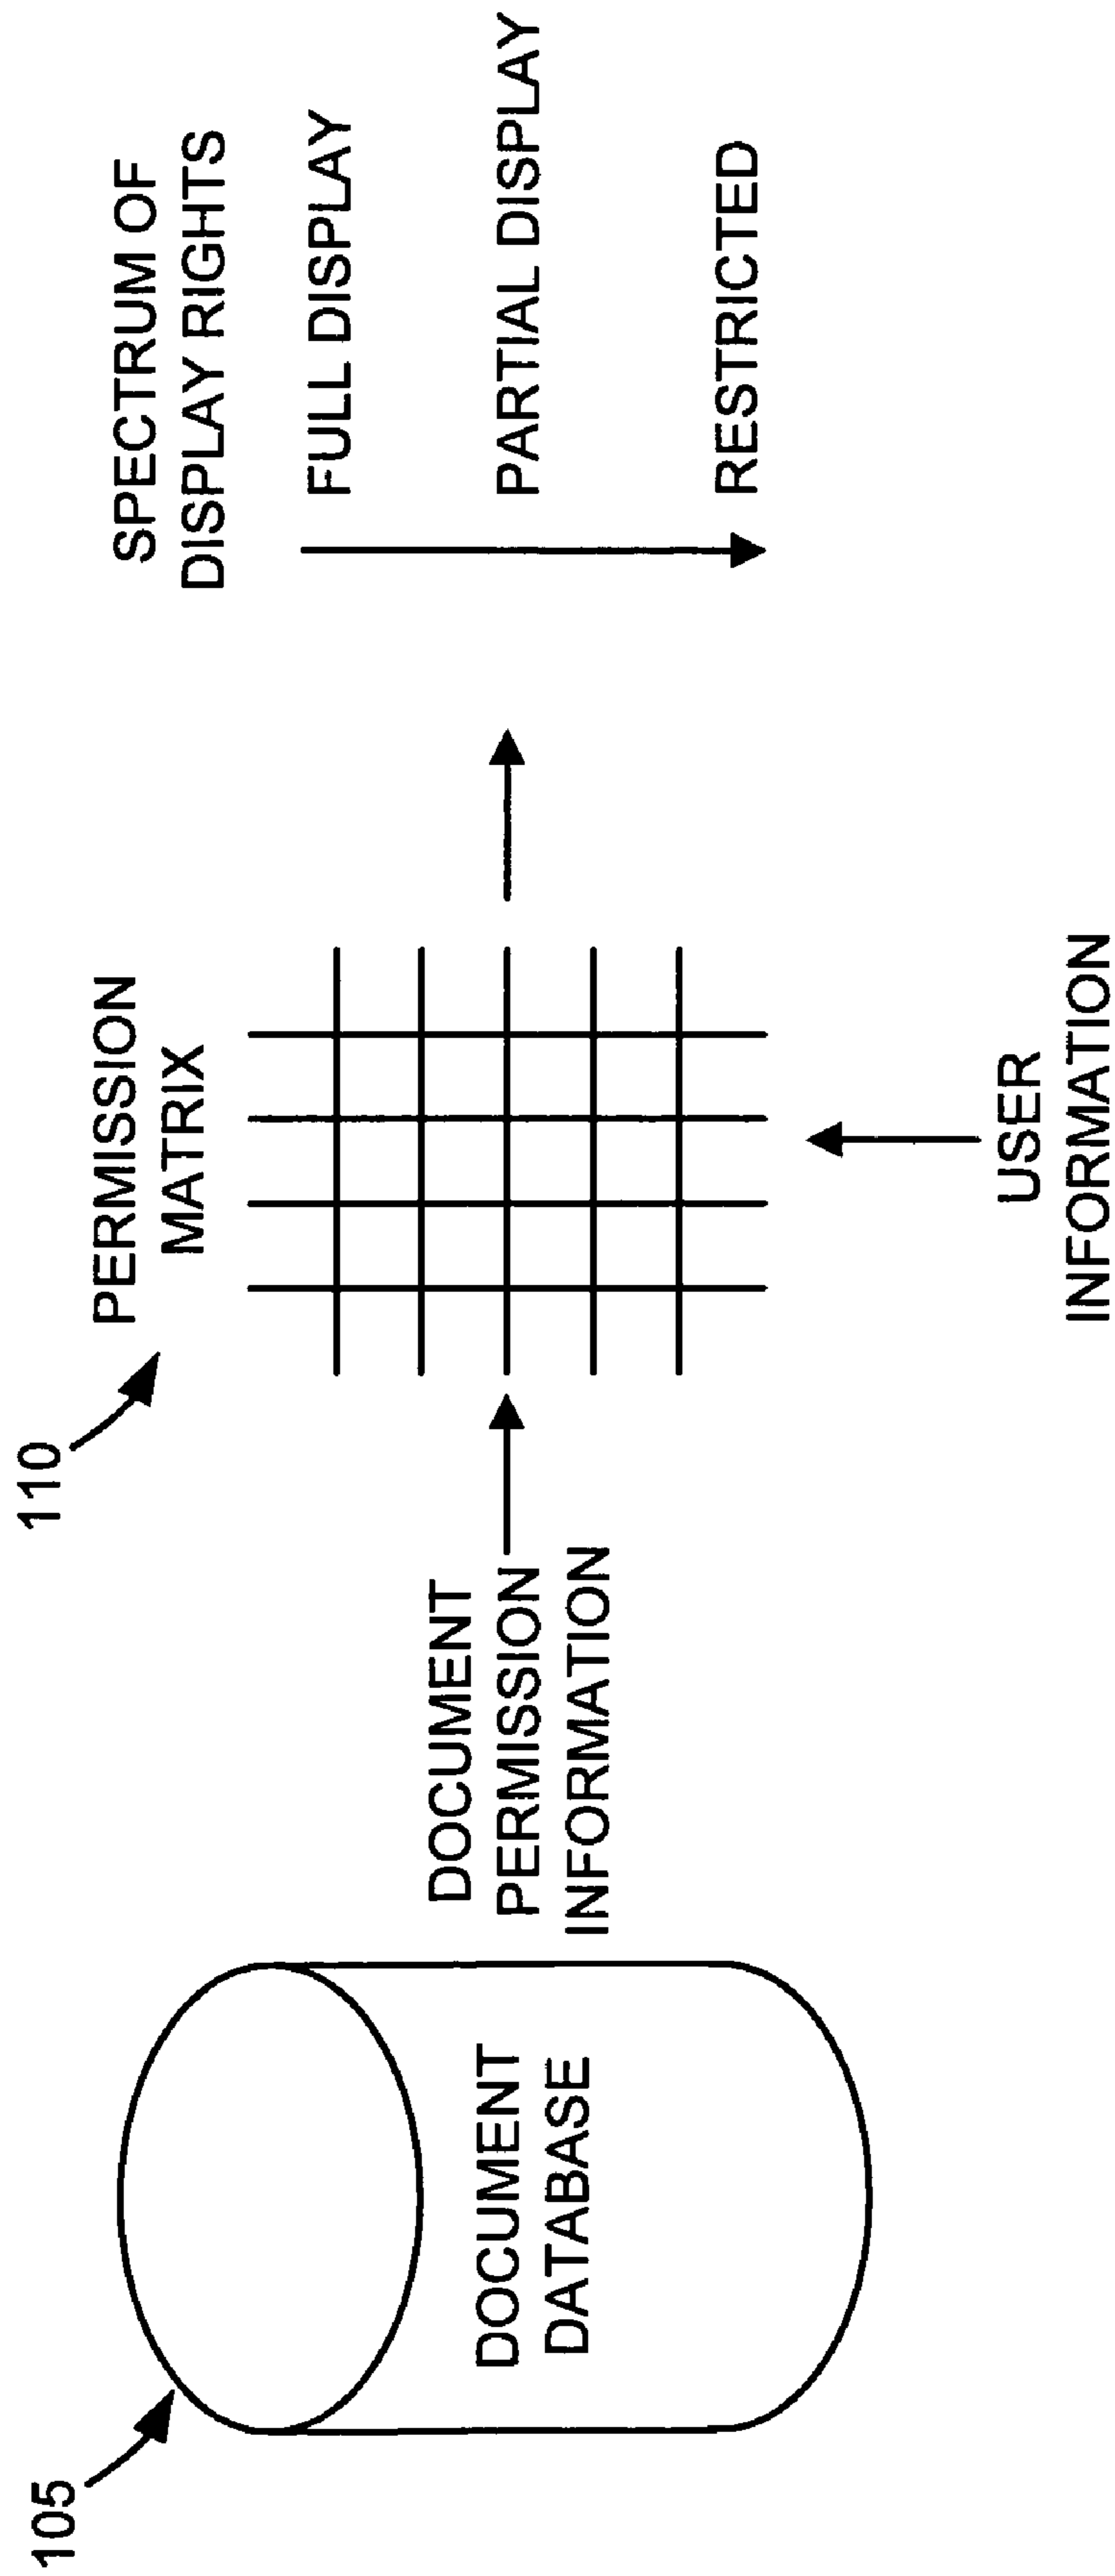 105
DOCUMENT
DATABASE
DOCUMENT
PERMISSION
INFORMATION
110
PERMISSION
MATRIX
USER
INFORMATION
SPECTRUM OF
DISPLAY RIGHTS
FULL DISPLAY
PARTIAL DISPLAY
RESTRICTED